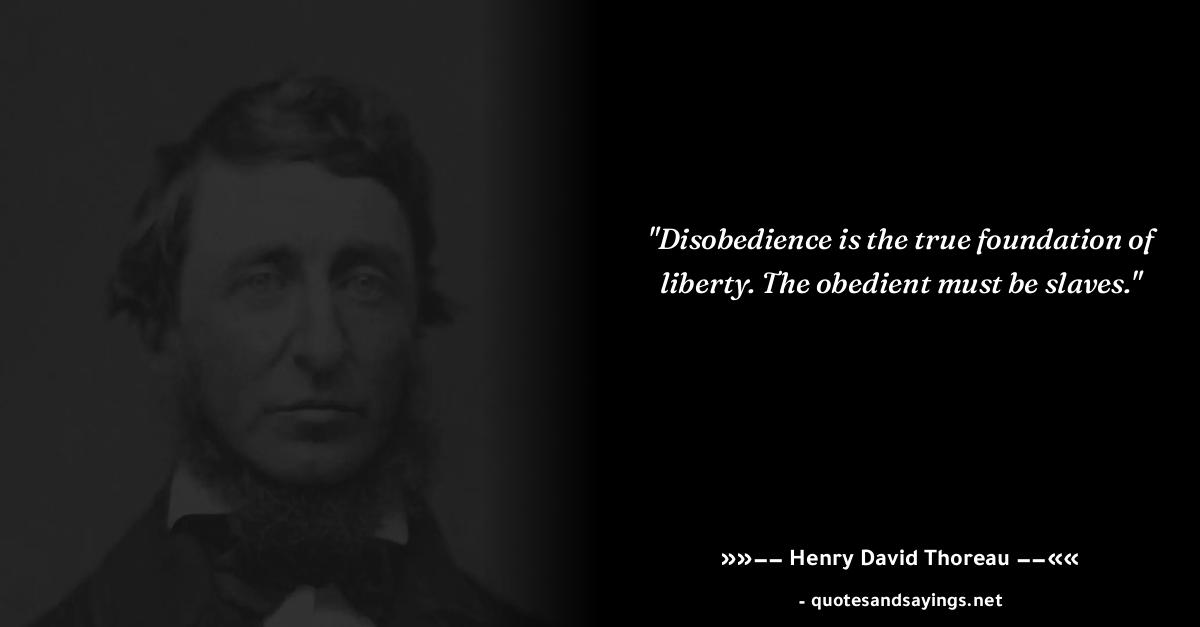 "Disobedience is the true foundation of
liberty. The obedient must be slaves."
»»−− Henry David Thoreau −−««
- quotesandsayings.net